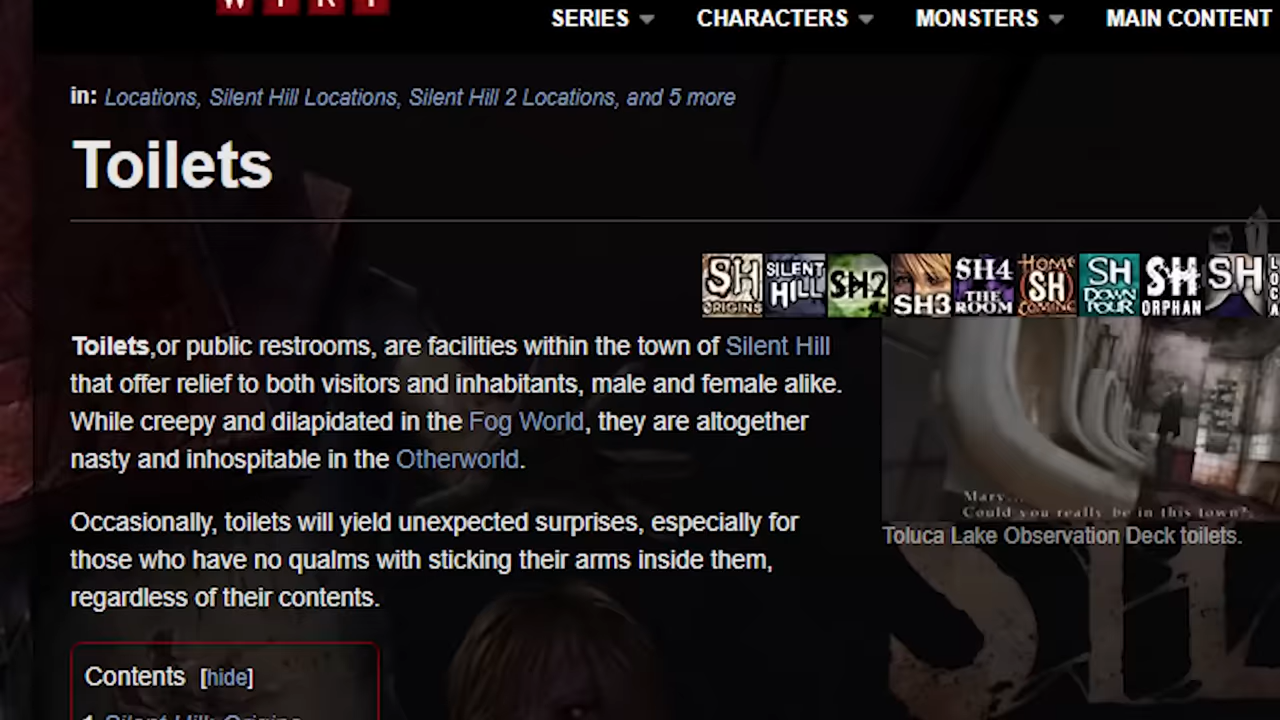 WIKI
SERIES CHARACTERS MONSTERS MAIN CONTENT
in: Locations, Silent Hill Locations, Silent Hill 2 Locations, and 5 more
Toilets
SH ORIGINS SILENT HILL SH2 SH3 SH4 THE ROOM HOME SH COMING SH DOWN POUR SH ORPHAN SH
Toilets,or public restrooms, are facilities within the town of Silent Hill
that offer relief to both visitors and inhabitants, male and female alike.
While creepy and dilapidated in the Fog World, they are altogether
nasty and inhospitable in the Otherworld.
Mary...
Could you really be in this town?
Toluca Lake Observation Deck toilets.
Occasionally, toilets will yield unexpected surprises, especially for
those who have no qualms with sticking their arms inside them,
regardless of their contents.
Contents [hide]
1 Silent Hill: Origins